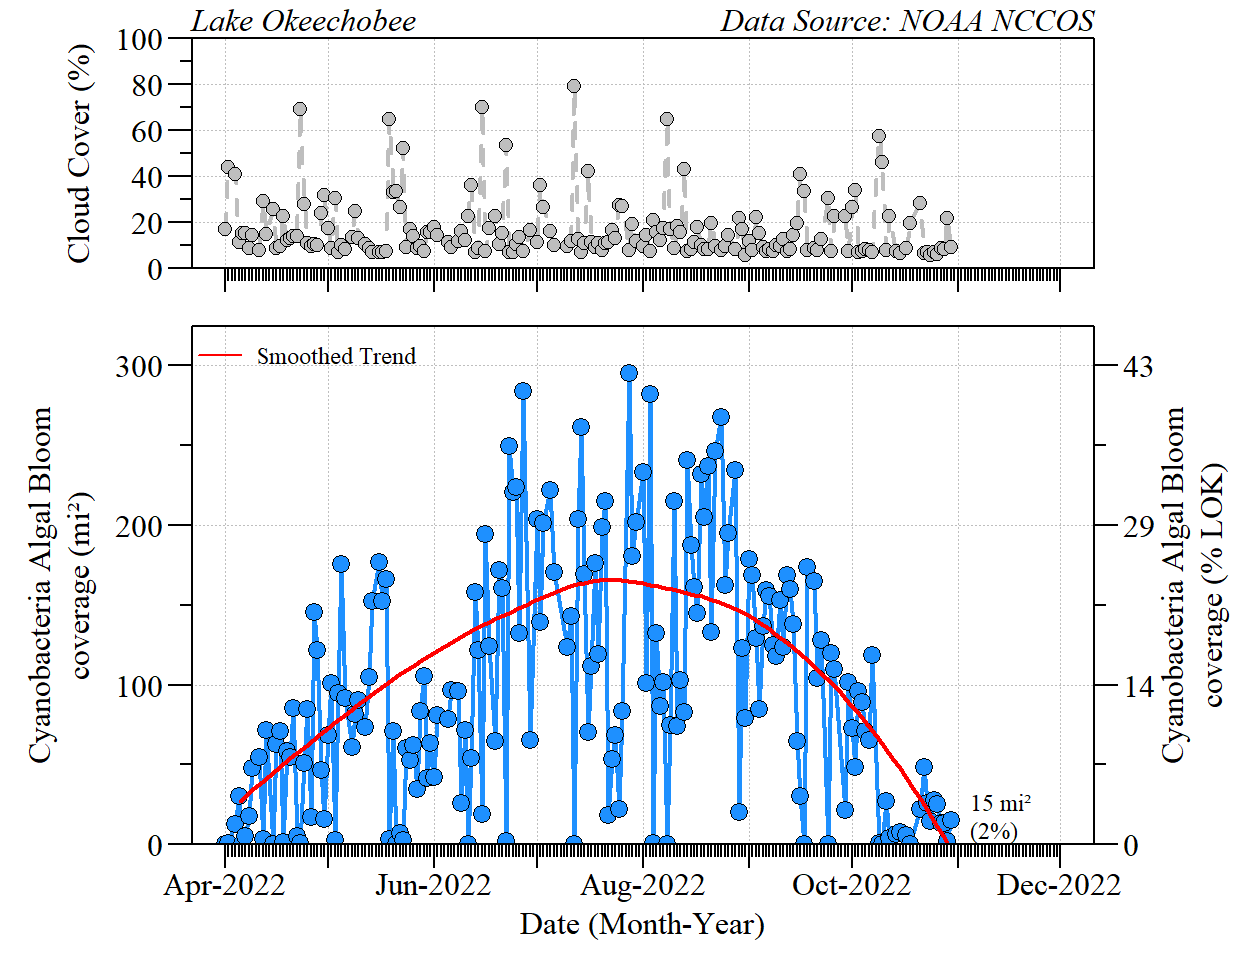 Lake Okeechobee
Data Source: NOAA NCCOS
Cloud Cover (%)
100
80
60
40
20
0
Smoothed Trend
Cyanobacteria Algal Bloom
coverage (mi²)
300
200
100
0
43
29
14
0
Cyanobacteria Algal Bloom
coverage (% LOK)
15 mi²
(2%)
Apr-2022
Jun-2022
Aug-2022
Oct-2022
Dec-2022
Date (Month-Year)